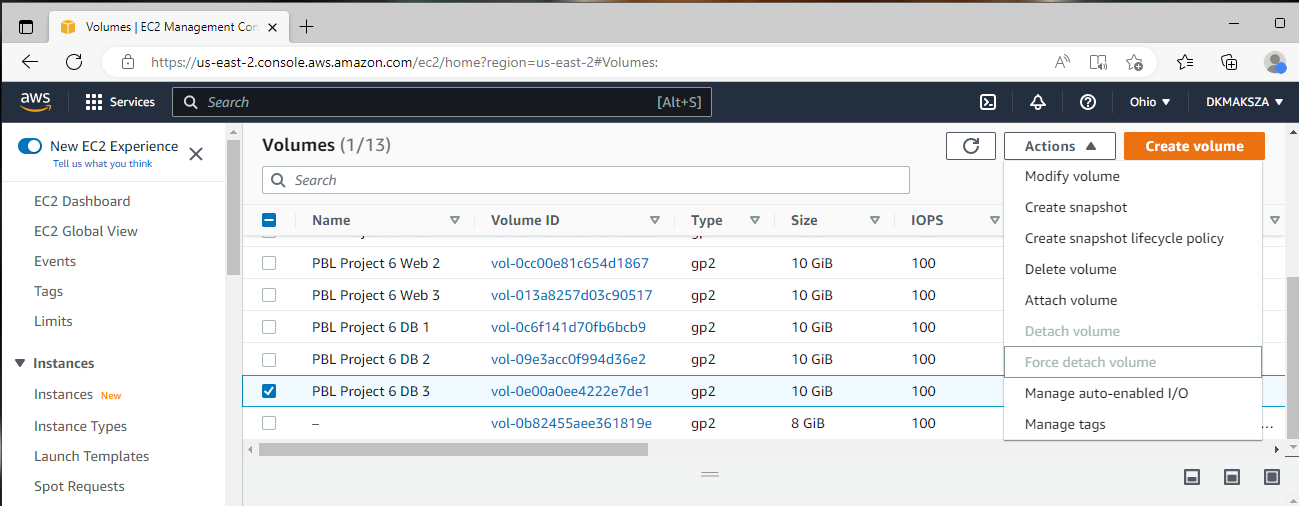 Volumes | EC2 Management Con
https://us-east-2.console.aws.amazon.com/ec2/home?region=us-east-2#Volumes:
aws
Services
Search
[Alt+S]
Ohio
DKMAKSZA
New EC2 Experience
Tell us what you think
EC2 Dashboard
EC2 Global View
Events
Tags
Limits
Instances
Instances New
Instance Types
Launch Templates
Spot Requests
Volumes (1/13)
Actions
Create volume
Search
Name Volume ID Type Size IOPS
PBL Project 6 Web 2 vol-0cc00e81c654d1867 gp2 10 GiB 100
PBL Project 6 Web 3 vol-013a8257d03c90517 gp2 10 GiB 100
PBL Project 6 DB 1 vol-0c6f141d70fb6bcb9 gp2 10 GiB 100
PBL Project 6 DB 2 vol-09e3acc0f994d36e2 gp2 10 GiB 100
PBL Project 6 DB 3 vol-0e00a0ee4222e7de1 gp2 10 GiB 100
– vol-0b82455aee361819e gp2 8 GiB 100
...
Modify volume
Create snapshot
Create snapshot lifecycle policy
Delete volume
Attach volume
Detach volume
Force detach volume
Manage auto-enabled I/O
Manage tags